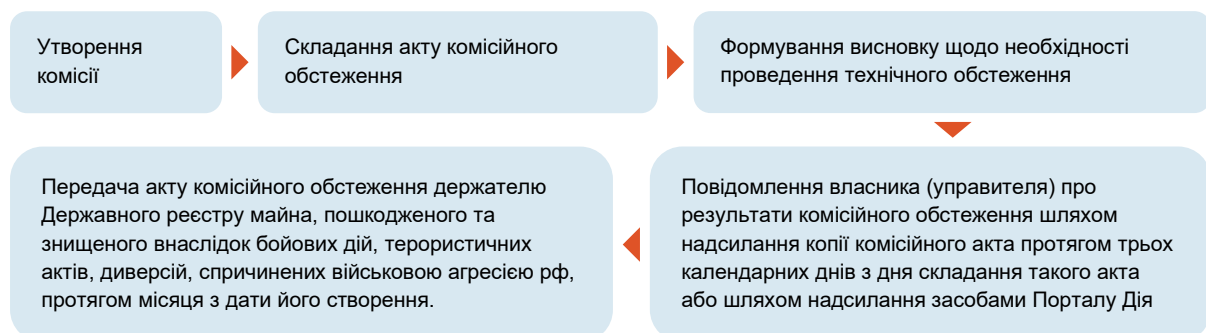 Утворення
комісії
Складання акту комісійного
обстеження
Формування висновку щодо необхідності
проведення технічного обстеження
Повідомлення власника (управителя) про
результати комісійного обстеження шляхом
надсилання копії комісійного акта протягом трьох
календарних днів з дня складання такого акта
або шляхом надсилання засобами Порталу Дія
Передача акту комісійного обстеження держателю
Державного реєстру майна, пошкодженого та
знищеного внаслідок бойових дій, терористичних
актів, диверсій, спричинених військовою агресією рф,
протягом місяця з дати його створення.